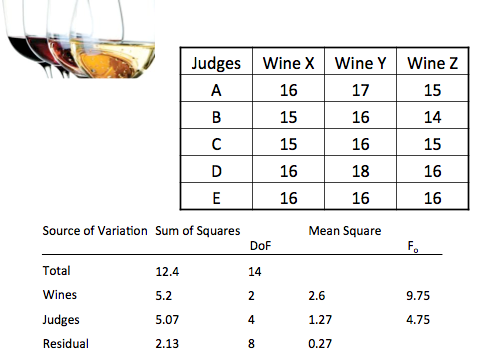 Judges Wine X Wine Y Wine Z
A 16 17 15
B 15 16 14
C 15 16 15
D 16 18 16
E 16 16 16
Source of Variation Sum of Squares DoF Mean Square Fₒ
Total 12.4 14
Wines 5.2 2 2.6 9.75
Judges 5.07 4 1.27 4.75
Residual 2.13 8 0.27